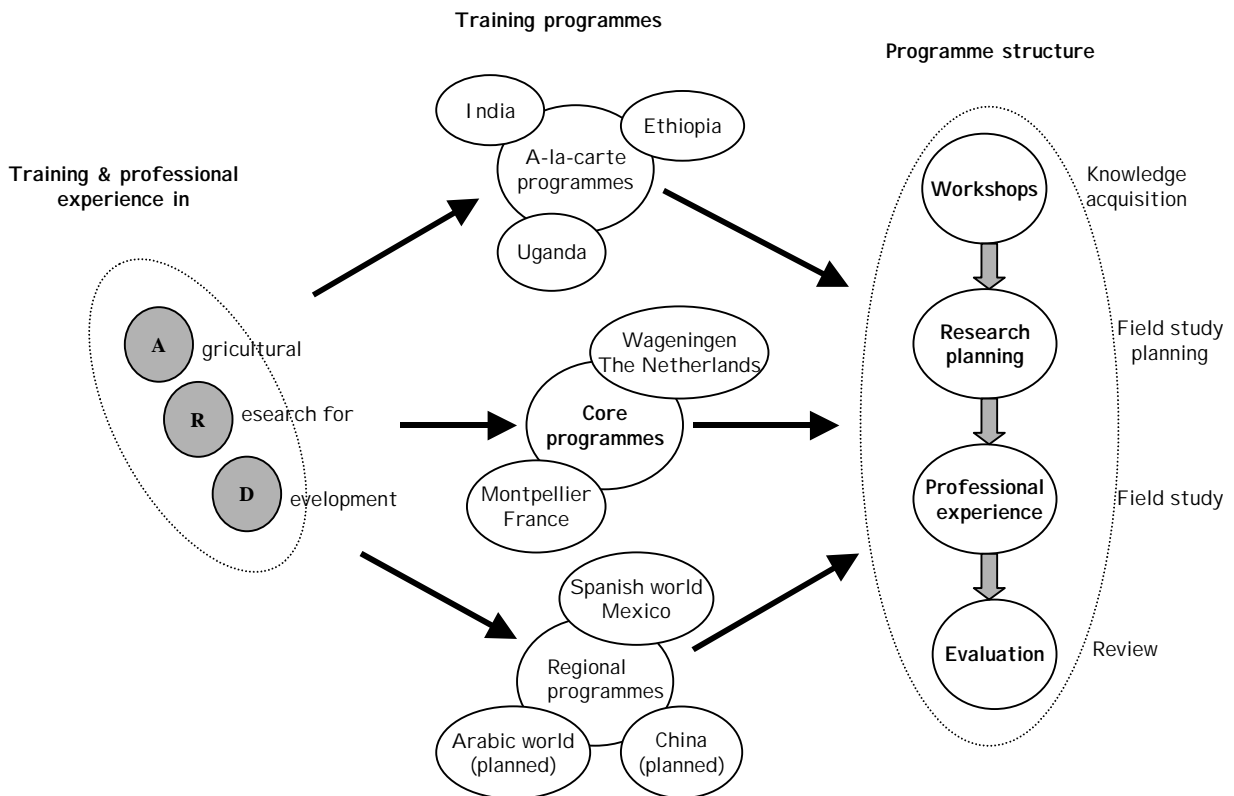 Training programmes
Programme structure
Training & professional
experience in
A gricultural
R esearch for
D evelopment
India
Ethiopia
A-la-carte
programmes
Uganda
Wageningen
The Netherlands
Core
programmes
Montpellier
France
Spanish world
Mexico
Regional
programmes
Arabic world
(planned)
China
(planned)
Workshops
Knowledge
acquisition
Research
planning
Field study
planning
Professional
experience
Field study
Evaluation
Review